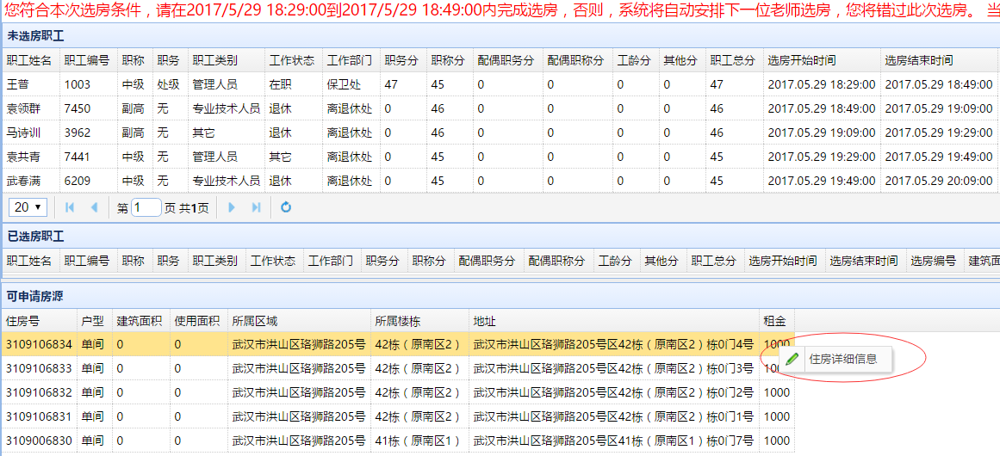 您符合本次选房条件，请在2017/5/29 18:29:00到2017/5/29 18:49:00内完成选房，否则，系统将自动安排下一位老师选房，您将错过此次选房。 当
未选房职工
职工姓名 职工编号 职称 职务 职工类别 工作状态 工作部门 职务分 职称分 配偶职务分 配偶职称分 工龄分 其他分 职工总分 选房开始时间 选房结束时间
王普 1003 中级 处级 管理人员 在职 保卫处 47 45 0 0 0 0 47 2017.05.29 18:29:00 2017.05.29 18:49:00
袁领群 7450 副高 无 专业技术人员 退休 离退休处 0 46 0 0 0 0 46 2017.05.29 18:49:00 2017.05.29 19:09:00
马诗训 3962 副高 无 其它 退休 离退休处 0 46 0 0 0 0 46 2017.05.29 19:09:00 2017.05.29 19:29:00
袁共青 7441 中级 无 管理人员 其它 离退休处 0 45 0 0 0 0 45 2017.05.29 19:29:00 2017.05.29 19:49:00
武春满 6209 中级 无 专业技术人员 退休 离退休处 0 45 0 0 0 0 45 2017.05.29 19:49:00 2017.05.29 20:09:00
20 第 1 页 共1页
已选房职工
职工姓名 职工编号 职称 职务 职工类别 工作状态 工作部门 职务分 职称分 配偶职务分 配偶职称分 工龄分 其他分 职工总分 选房开始时间 选房结束时间 选房编号 建筑面
可申请房源
住房号 户型 建筑面积 使用面积 所属区域 所属楼栋 地址 租金
3109106834 单间 0 0 武汉市洪山区珞狮路205号 42栋（原南区2） 武汉市洪山区珞狮路205号区42栋（原南区2）栋0门4号 1000
住房详细信息
3109106833 单间 0 0 武汉市洪山区珞狮路205号 42栋（原南区2） 武汉市洪山区珞狮路205号区42栋（原南区2）栋0门3号
3109106832 单间 0 0 武汉市洪山区珞狮路205号 42栋（原南区2） 武汉市洪山区珞狮路205号区42栋（原南区2）栋0门2号 1000
3109106831 单间 0 0 武汉市洪山区珞狮路205号 42栋（原南区2） 武汉市洪山区珞狮路205号区42栋（原南区2）栋0门1号 1000
3109006830 单间 0 0 武汉市洪山区珞狮路205号 41栋（原南区1） 武汉市洪山区珞狮路205号区41栋（原南区1）栋0门7号 1000